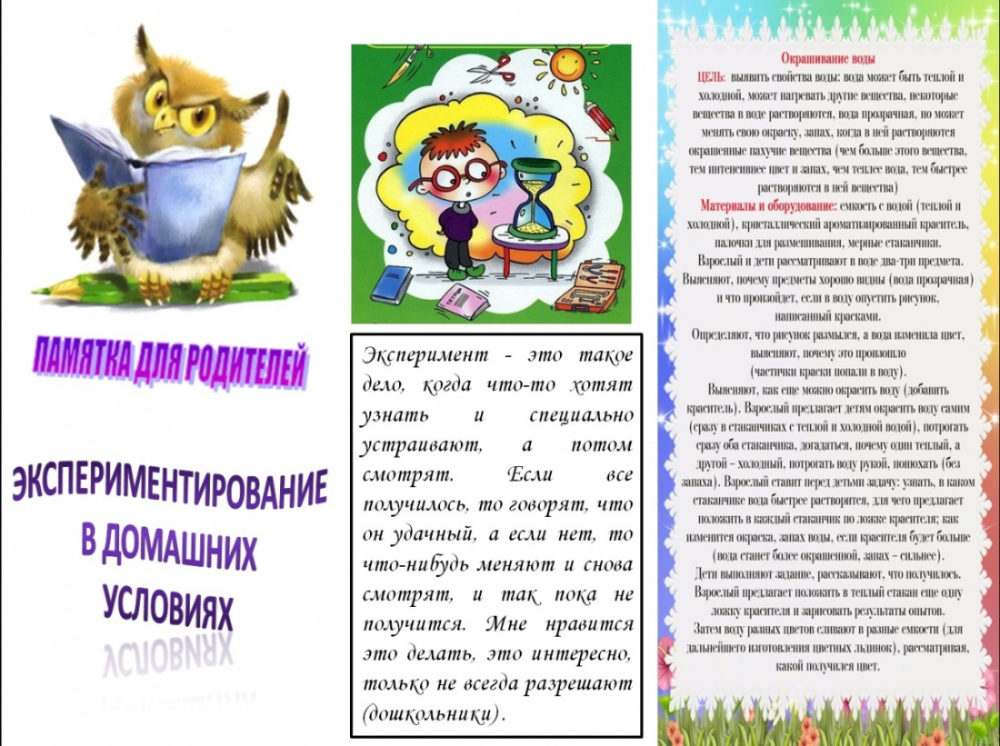 ПАМЯТКА ДЛЯ РОДИТЕЛЕЙ
ЭКСПЕРИМЕНТИРОВАНИЕ
В ДОМАШНИХ
УСЛОВИЯХ
ТЕТРАДЬ
Эксперимент - это такое
дело, когда что-то хотят
узнать и специально
устраивают, а потом
смотрят. Если все
получилось, то говорят, что
он удачный, а если нет, то
что-нибудь меняют и снова
смотрят, и так пока не
получится. Мне нравится
это делать, это интересно,
только не всегда разрешают
(дошкольники).
Окрашивание воды
ЦЕЛЬ: выявить свойства воды: вода может быть теплой и
холодной, может нагревать другие вещества, некоторые
вещества в воде растворяются, вода прозрачная, но может
менять свою окраску, запах, когда в ней растворяются
окрашенные пахучие вещества (чем больше этого вещества,
тем интенсивнее цвет и запах, чем теплее вода, тем быстрее
растворяются в ней вещества)
Материалы и оборудование: емкость с водой (теплой и
холодной), кристаллический ароматизированный краситель,
палочки для размешивания, мерные стаканчики.
Взрослый и дети рассматривают в воде два-три предмета.
Выясняют, почему предметы хорошо видны (вода прозрачная)
и что произойдет, если в воду опустить рисунок,
написанный красками.
Определяют, что рисунок размылся, а вода изменила цвет,
выясняют, почему это произошло
(частички краски попали в воду).
Выясняют, как еще можно окрасить воду (добавить
краситель). Взрослый предлагает детям окрасить воду самим
(сразу в стаканчиках с теплой и холодной водой), потрогать
сразу оба стаканчика, догадаться, почему один теплый, а
другой – холодный, потрогать воду рукой, понюхать (без
запаха). Взрослый ставит перед детьми задачу: узнать, в каком
стаканчике вода быстрее растворится, для чего предлагает
положить в каждый стаканчик по ложке красителя; как
изменится окраска, запах воды, если красителя будет больше
(вода станет более окрашенной, запах – сильнее).
Дети выполняют задание, рассказывают, что получилось.
Взрослый предлагает положить в теплый стакан еще одну
ложку красителя и зарисовать результаты опытов.
Затем воду разных цветов сливают в разные емкости (для
дальнейшего изготовления цветных льдинок), рассматривая,
какой получился цвет.